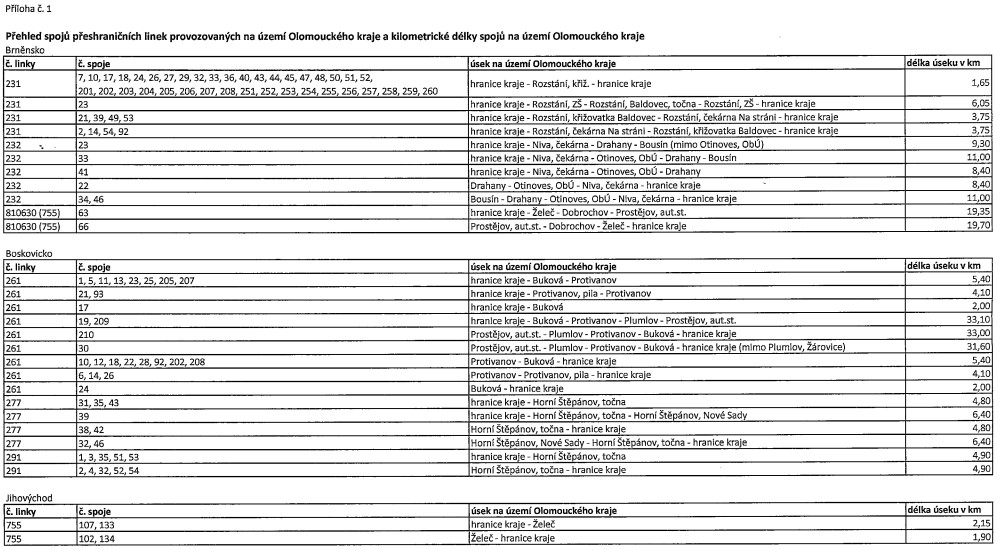 Příloha č. 1
Přehled spojů přeshraničních linek provozovaných na území Olomouckého kraje a kilometrické délky spojů na území Olomouckého kraje
Brněnsko
č. linky č. spoje úsek na území Olomouckého kraje délka úseku v km
231 7, 10, 17, 18, 24, 26, 27, 29, 32, 33, 36, 40, 43, 44, 45, 47, 48, 50, 51, 52, hranice kraje - Rozstání, křiž. - hranice kraje 1,65
201, 202, 203, 204, 205, 206, 207, 208, 251, 252, 253, 254, 255, 256, 257, 258, 259, 260
231 23 hranice kraje - Rozstání, ZŠ - Rozstání, Baldovec, točna - Rozstání, ZŠ - hranice kraje 6,05
231 21, 39, 49, 53 hranice kraje - Rozstání, křižovatka Baldovec - Rozstání, čekárna Na stráni - hranice kraje 3,75
231 2, 14, 54, 92 hranice kraje - Rozstání, čekárna Na stráni - Rozstání, křižovatka Baldovec - hranice kraje 3,75
232 23 hranice kraje - Niva, čekárna - Drahany - Bousín (mimo Otinoves, ObÚ) 9,30
232 33 hranice kraje - Niva, čekárna - Otinoves, ObÚ - Drahany - Bousín 11,00
232 41 hranice kraje - Niva, čekárna - Otinoves, ObÚ - Drahany 8,40
232 22 Drahany - Otinoves, ObÚ - Niva, čekárna - hranice kraje 8,40
232 34, 46 Bousín - Drahany - Otinoves, ObÚ - Niva, čekárna - hranice kraje 11,00
810630 (755) 63 hranice kraje - Želeč - Dobrochov - Prostějov, aut.st. 19,35
810630 (755) 66 Prostějov, aut.st. - Dobrochov - Želeč - hranice kraje 19,70
Boskovicko
č. linky č. spoje úsek na území Olomouckého kraje délka úseku v km
261 1, 5, 11, 13, 23, 25, 205, 207 hranice kraje - Buková - Protivanov 5,40
261 21, 93 hranice kraje - Protivanov, pila - Protivanov 4,10
261 17 hranice kraje - Buková 2,00
261 19, 209 hranice kraje - Buková - Protivanov - Plumlov - Prostějov, aut.st. 33,10
261 210 Prostějov, aut.st. - Plumlov - Protivanov - Buková - hranice kraje 33,00
261 30 Prostějov, aut.st. - Plumlov - Protivanov - Buková - hranice kraje (mimo Plumlov, Žárovice) 31,60
261 10, 12, 18, 22, 28, 92, 202, 208 Protivanov - Buková - hranice kraje 5,40
261 6, 14, 26 Protivanov - Protivanov, pila - hranice kraje 4,10
261 24 Buková - hranice kraje 2,00
277 31, 35, 43 hranice kraje - Horní Štěpánov, točna 4,80
277 39 hranice kraje - Horní Štěpánov, točna - Horní Štěpánov, Nové Sady 6,40
277 38, 42 Horní Štěpánov, točna - hranice kraje 4,80
277 32, 46 Horní Štěpánov, Nové Sady - Horní Štěpánov, točna - hranice kraje 6,40
291 1, 3, 35, 51, 53 hranice kraje - Horní Štěpánov, točna 4,90
291 2, 4, 32, 52, 54 Horní Štěpánov, točna - hranice kraje 4,90
Jihovýchod
č. linky č. spoje úsek na území Olomouckého kraje délka úseku v km
755 107, 133 hranice kraje - Želeč 2,15
755 102, 134 Želeč - hranice kraje 1,90